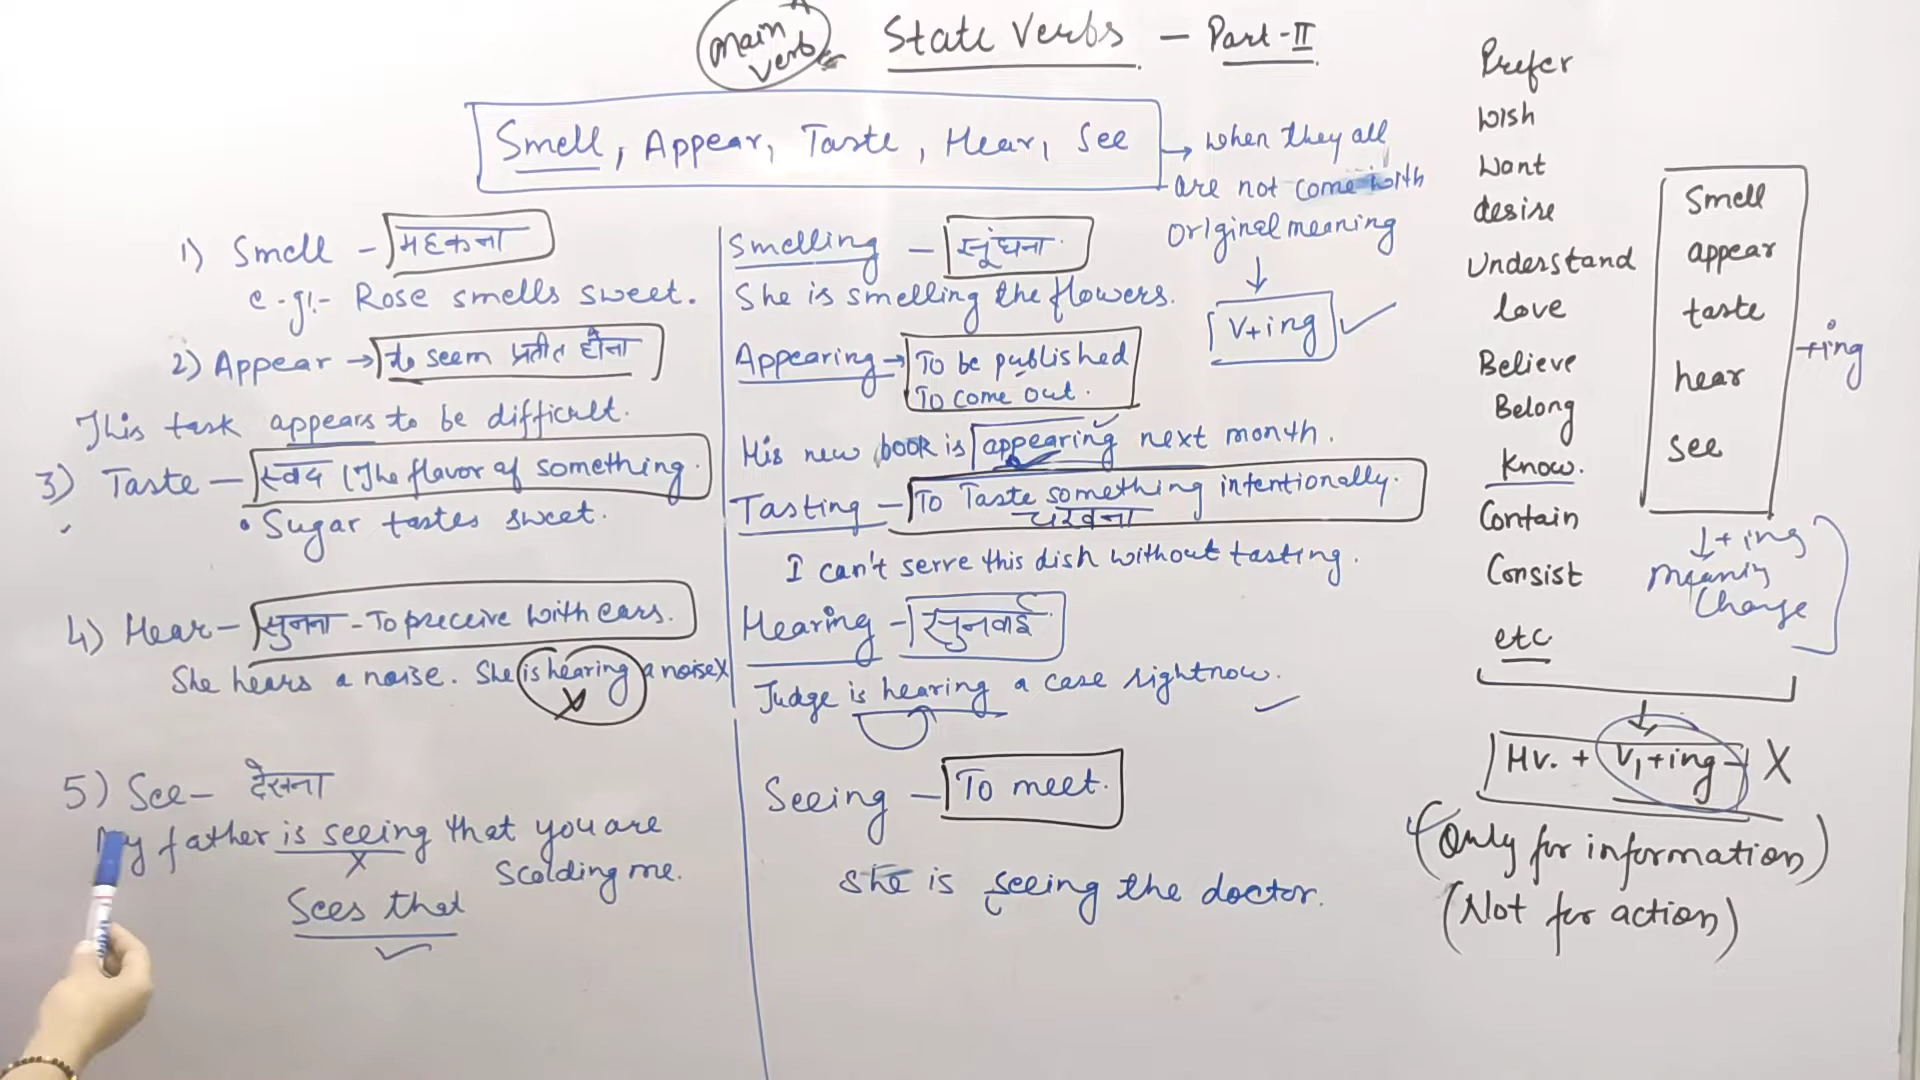 Main Verb
State Verbs - Part-II
Smell, Appear, Taste, Hear, See
→ When they all
are not come with
original meaning
↓
V+ing ✓
1) Smell - महकना
e.g:- Rose smells sweet.
2) Appear → to seem प्रतीत होना
This task appears to be difficult.
3) Taste - स्वाद (The flavor of something.
• Sugar tastes sweet.
4) Hear - सुनना - To preceive with ears.
She hears a noise. She is hearing a noise X
X
5) See - देखना
My father is seeing that you are
X
scolding me.
Sees that
✓
Smelling - सूंघना
She is smelling the flowers.
Appearing → To be published
To come out.
His new book is appearing next month.
Tasting - To Taste something intentionally.
चखना
I can't serve this dish without tasting.
Hearing - सुनवाई
Judge is hearing a case right now. ✓
Seeing - To meet.
She is seeing the doctor.
Prefer
Wish
Want
desire
Understand
love
Believe
Belong
Know.
Contain
Consist
etc
Smell
appear
taste
hear
see
+ing
↓+ing
Meaning
Change
↓
Hv. + V₁+ing X
(Only for information)
(Not for action)